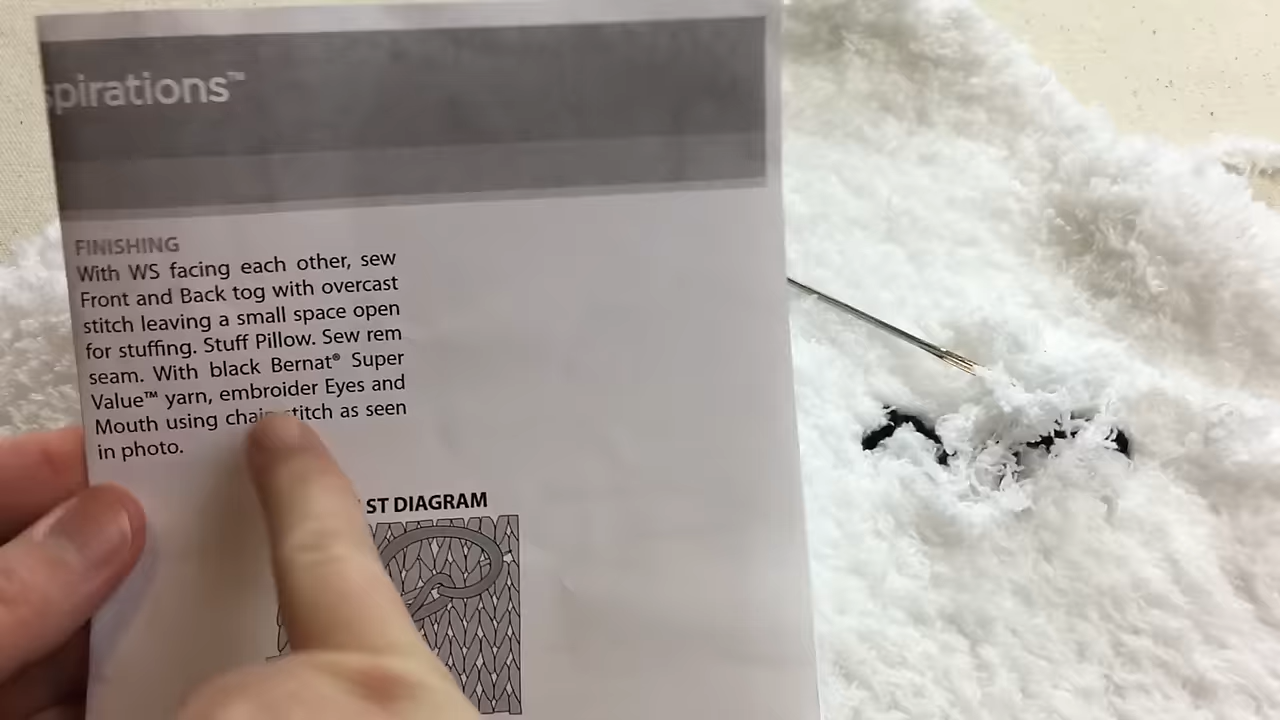 spirations™
FINISHING
With WS facing each other, sew
Front and Back tog with overcast
stitch leaving a small space open
for stuffing. Stuff Pillow. Sew rem
seam. With black Bernat® Super
Value™ yarn, embroider Eyes and
Mouth using chain stitch as seen
in photo.
ST DIAGRAM